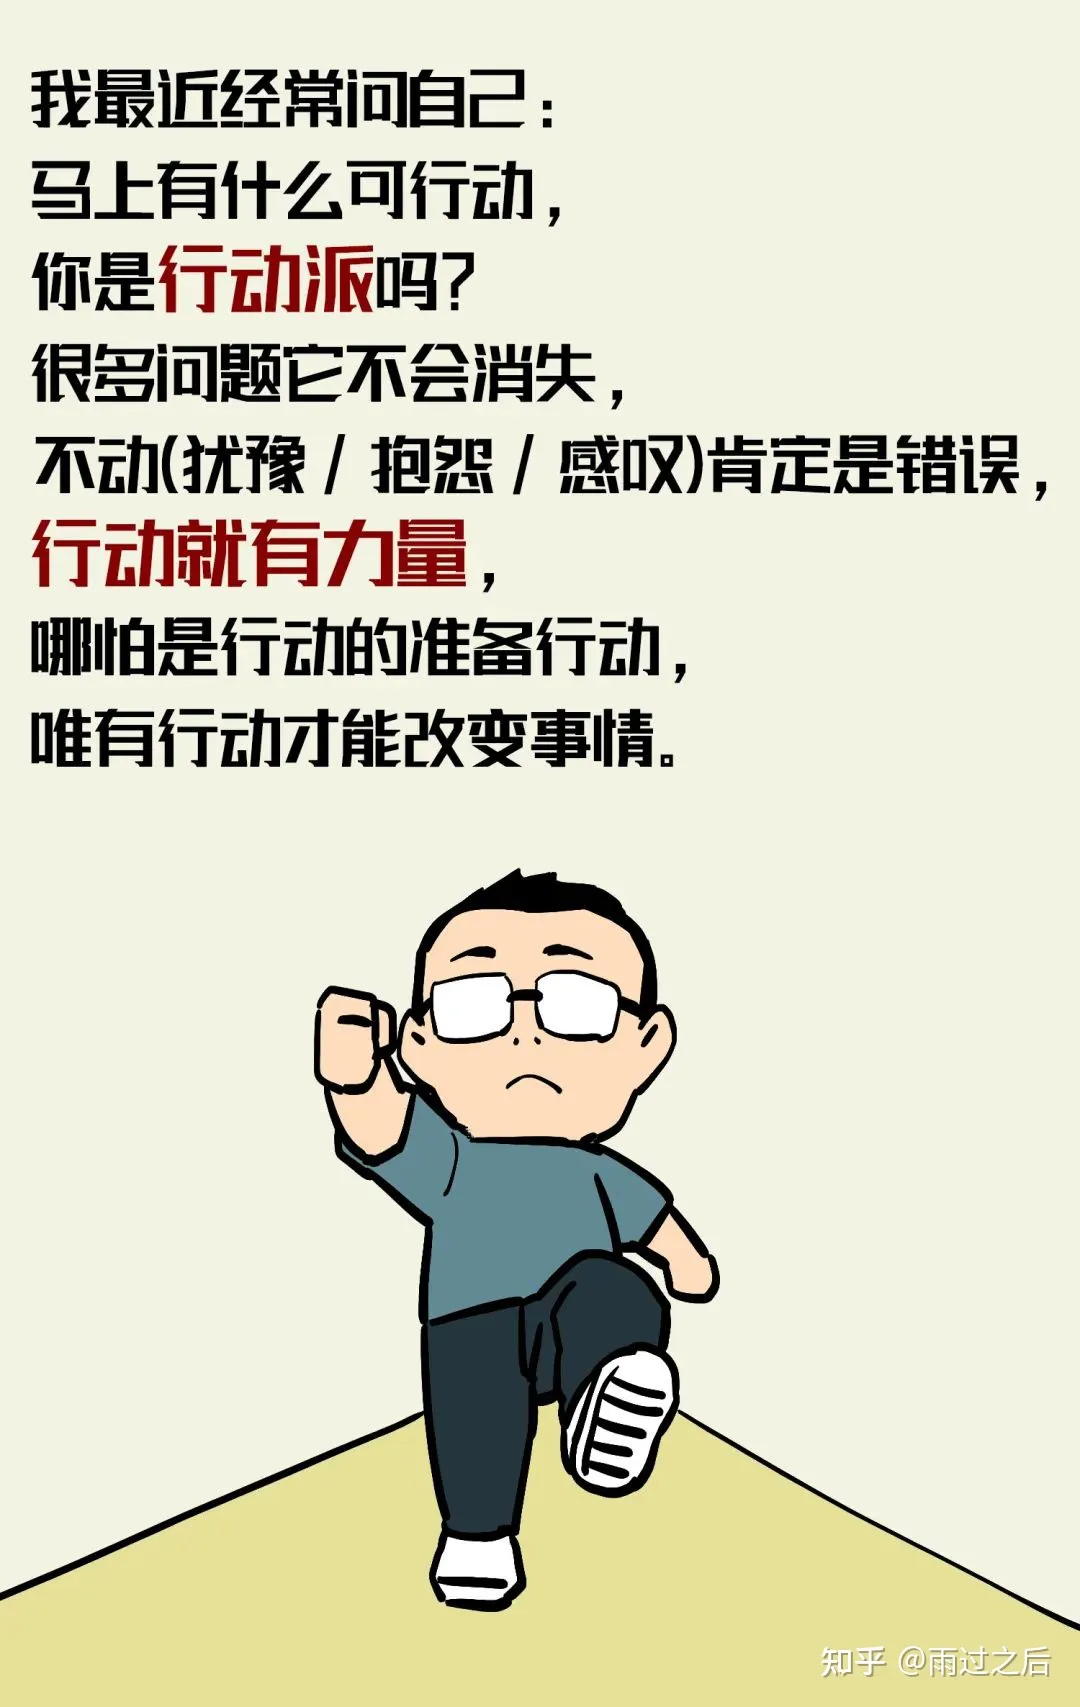 我最近经常问自己：
马上有什么可行动，
你是行动派吗？
很多问题它不会消失，
不动(犹豫 / 抱怨 / 感叹)肯定是错误，
行动就有力量，
哪怕是行动的准备行动，
唯有行动才能改变事情。
知乎 @雨过之后